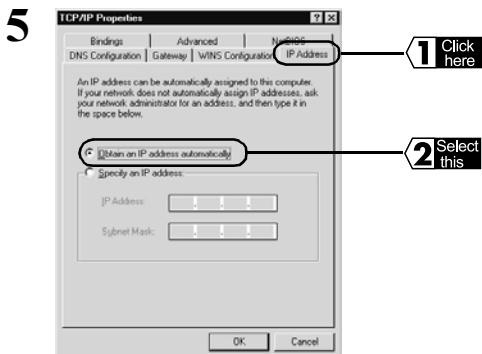 5
TCP/IP Properties
Bindings Advanced NetBIOS
DNS Configuration Gateway WINS Configuration IP Address
1 Click here
An IP address can be automatically assigned to this computer.
If your network does not automatically assign IP addresses, ask
your network administrator for an address, and then type it in
the space below.
Obtain an IP address automatically
2 Select this
Specify an IP address:
IP Address:
Subnet Mask:
OK Cancel